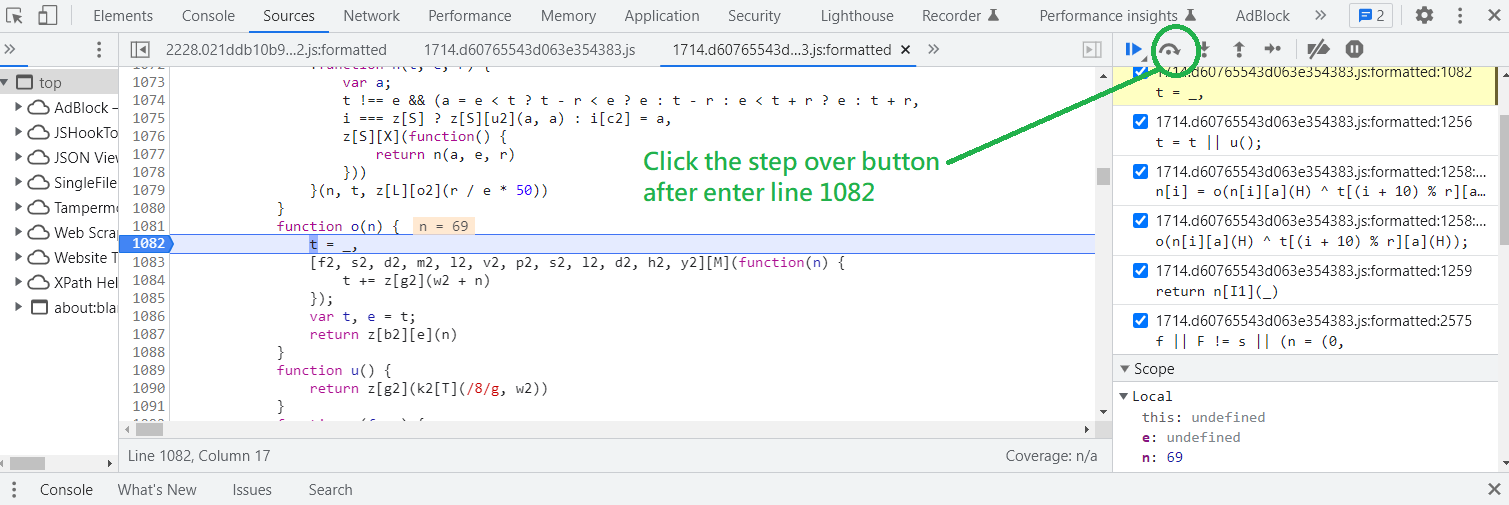 Elements Console Sources Network Performance Memory Application Security Lighthouse Recorder Performance insights AdBlock » 2
» 2228.021ddb10b9...2.js:formatted 1714.d60765543d063e354383.js 1714.d60765543d...3.js:formatted × »
top
AdBlock –
JSHookTo
JSON View
SingleFile
Tamperm
Web Scrap
Website T
XPath Hel
about:bla
1073 var a;
1074 t !== e && (a = e < t ? t - r < e ? e : t - r : e < t + r ? e : t + r,
1075 i === z[S] ? z[S][u2](a, a) : i[c2] = a,
1076 z[S][X](function() {
1077 return n(a, e, r)
1078 }))
1079 }(n, t, z[L][o2](r / e * 50))
1080 }
1081 function o(n) { n = 69
1082 t = _,
1083 [f2, s2, d2, m2, l2, v2, p2, s2, l2, d2, h2, y2][M](function(n) {
1084 t += z[g2](w2 + n)
1085 });
1086 var t, e = t;
1087 return z[b2][e](n)
1088 }
1089 function u() {
1090 return z[g2](k2[T](/8/g, w2))
1091 }
Click the step over button
after enter line 1082
1714.d60765543d063e354383.js:formatted:1082
t = _,
1714.d60765543d063e354383.js:formatted:1256
t = t || u();
1714.d60765543d063e354383.js:formatted:1258:...
n[i] = o(n[i][a](H) ^ t[(i + 10) % r][a...
1714.d60765543d063e354383.js:formatted:1258:...
o(n[i][a](H) ^ t[(i + 10) % r][a](H));
1714.d60765543d063e354383.js:formatted:1259
return n[I1](_)
1714.d60765543d063e354383.js:formatted:2575
f || F != s || (n = (0,
Scope
Local
this: undefined
e: undefined
n: 69
Line 1082, Column 17 Coverage: n/a
Console What's New Issues Search